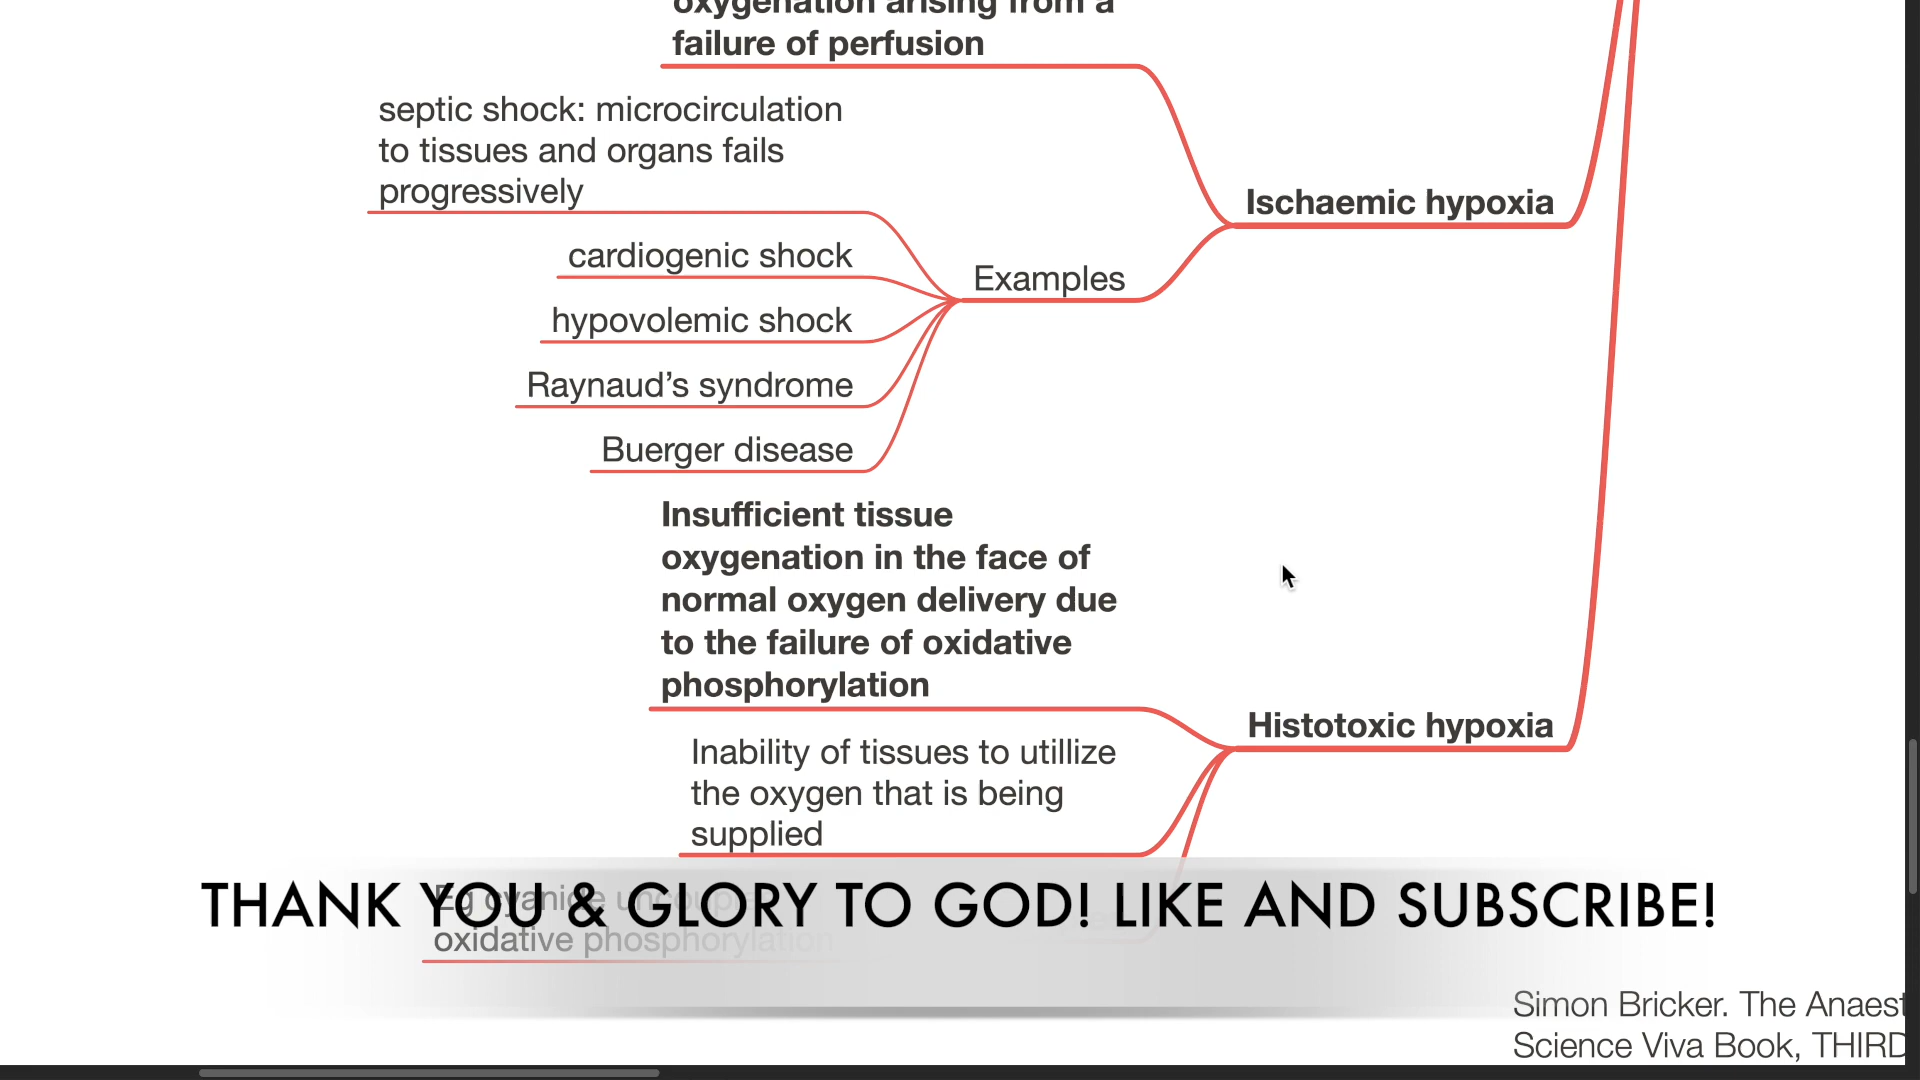 oxygenation arising from a
failure of perfusion
septic shock: microcirculation
to tissues and organs fails
progressively
Ischaemic hypoxia
cardiogenic shock
Examples
hypovolemic shock
Raynaud’s syndrome
Buerger disease
Insufficient tissue
oxygenation in the face of
normal oxygen delivery due
to the failure of oxidative
phosphorylation
Histotoxic hypoxia
Inability of tissues to utillize
the oxygen that is being
supplied
Eg cyanide
oxidative phosphorylation
THANK YOU & GLORY TO GOD! LIKE AND SUBSCRIBE!
Simon Bricker. The Anaest
Science Viva Book, THIRD